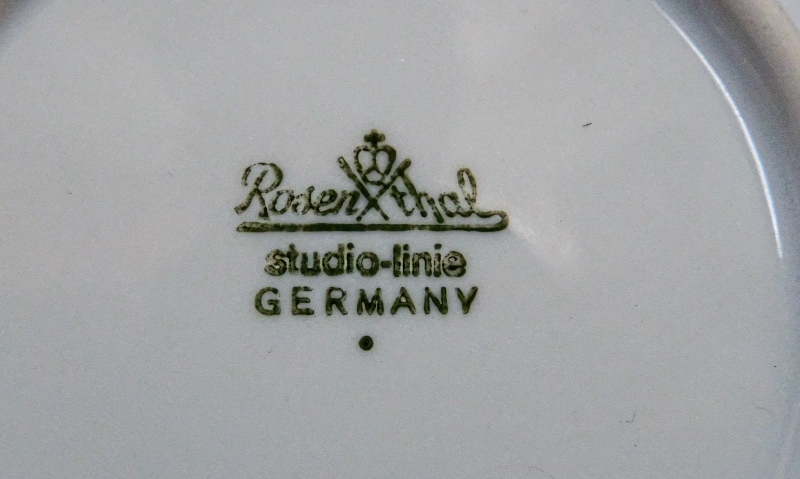 Rosenthal
studio-linie
GERMANY